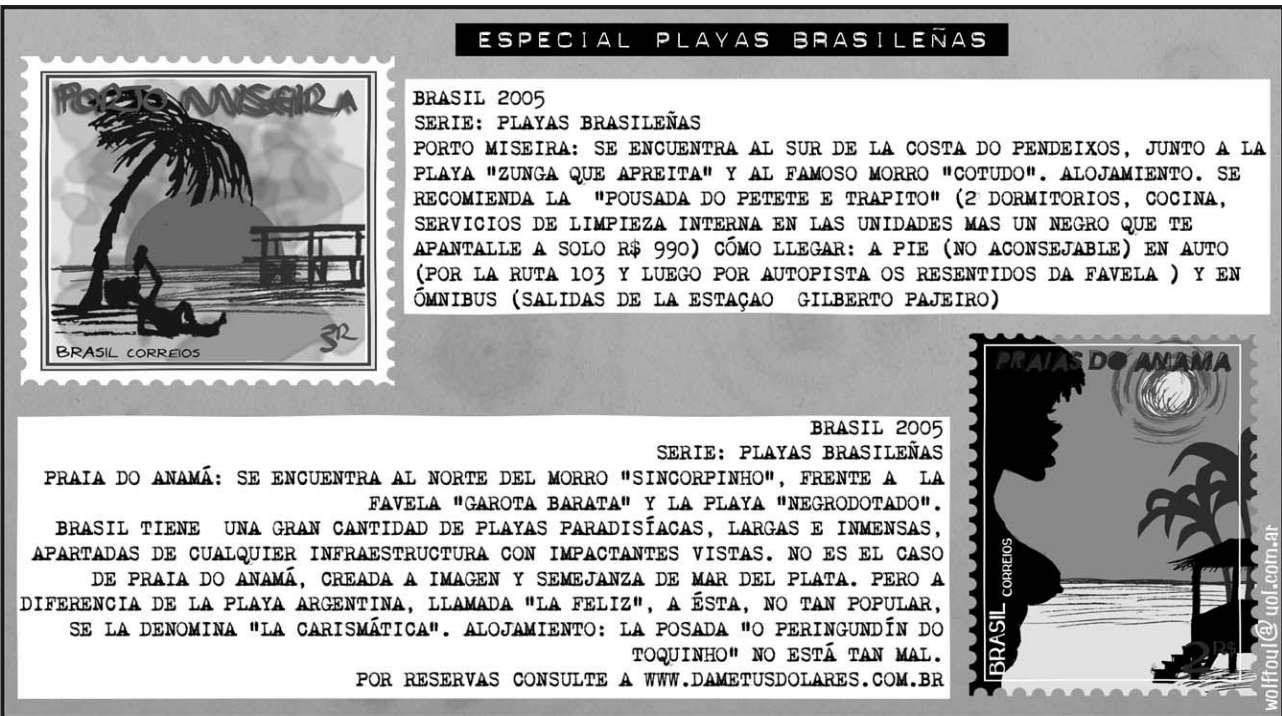 ESPECIAL PLAYAS BRASILEÑAS
PORTO MISEIRA
3R
BRASIL CORREIOS
BRASIL 2005
SERIE: PLAYAS BRASILEÑAS
PORTO MISEIRA: SE ENCUENTRA AL SUR DE LA COSTA DO PENDEIXOS, JUNTO A LA
PLAYA "ZUNGA QUE APREITA" Y AL FAMOSO MORRO "COTUDO". ALOJAMIENTO. SE
RECOMIENDA LA "POUSADA DO PETETE E TRAPITO" (2 DORMITORIOS, COCINA,
SERVICIOS DE LIMPIEZA INTERNA EN LAS UNIDADES MAS UN NEGRO QUE TE
APANTALLE A SOLO R$ 990) CÓMO LLEGAR: A PIE (NO ACONSEJABLE) EN AUTO
(POR LA RUTA 103 Y LUEGO POR AUTOPISTA OS RESENTIDOS DA FAVELA ) Y EN
ÓMNIBUS (SALIDAS DE LA ESTAÇAO GILBERTO PAJEIRO)
BRASIL 2005
SERIE: PLAYAS BRASILEÑAS
PRAIA DO ANAMÁ: SE ENCUENTRA AL NORTE DEL MORRO "SINCORPINHO", FRENTE A LA
FAVELA "GAROTA BARATA" Y LA PLAYA "NEGRODOTADO".
BRASIL TIENE UNA GRAN CANTIDAD DE PLAYAS PARADISÍACAS, LARGAS E INMENSAS,
APARTADAS DE CUALQUIER INFRAESTRUCTURA CON IMPACTANTES VISTAS. NO ES EL CASO
DE PRAIA DO ANAMÁ, CREADA A IMAGEN Y SEMEJANZA DE MAR DEL PLATA. PERO A
DIFERENCIA DE LA PLAYA ARGENTINA, LLAMADA "LA FELIZ", A ÉSTA, NO TAN POPULAR,
SE LA DENOMINA "LA CARISMÁTICA". ALOJAMIENTO: LA POSADA "O PERINGUNDÍN DO
TOQUINHO" NO ESTÁ TAN MAL.
POR RESERVAS CONSULTE A WWW.DAMETUSDOLARES.COM.BR
PRAIAS DO ANAMA
BRASIL CORREIOS
2 R$
wolffoul@uol.com.ar